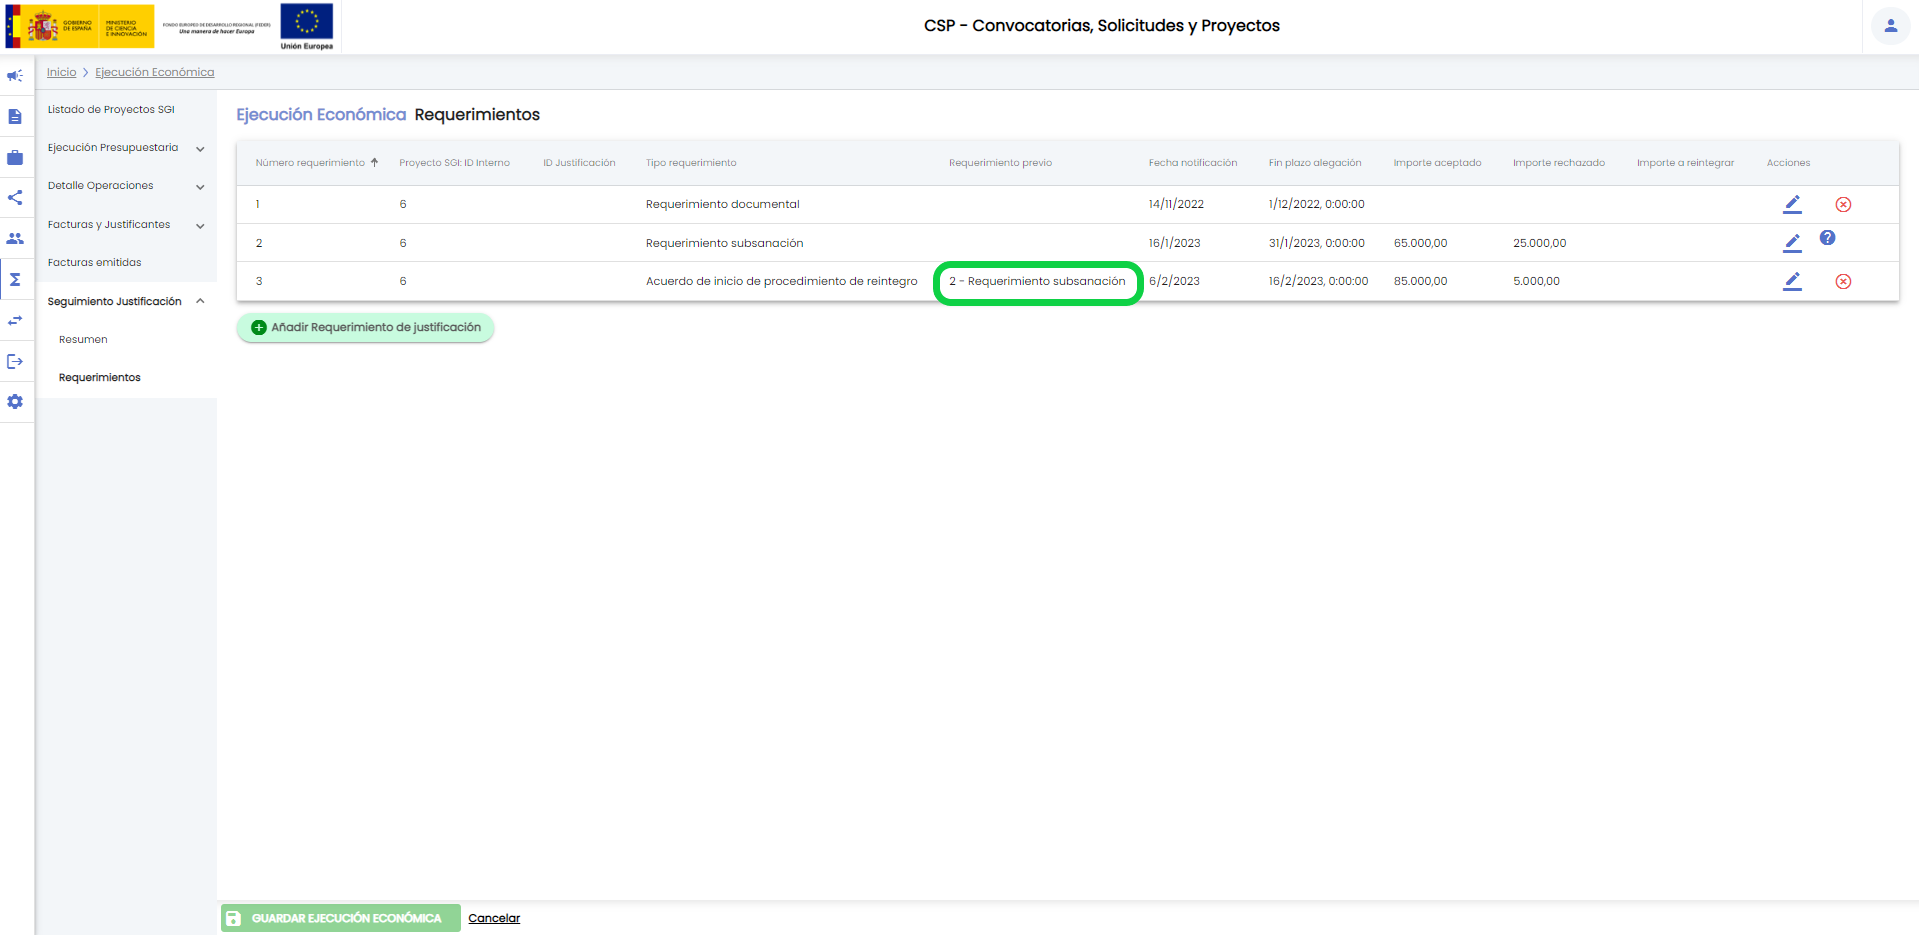 GOBIERNO
DE ESPAÑA
MINISTERIO
DE CIENCIA
E INNOVACIÓN
FONDO EUROPEO DE DESARROLLO REGIONAL (FEDER)
Una manera de hacer Europa
Unión Europea
CSP - Convocatorias, Solicitudes y Proyectos
Inicio > Ejecución Económica
Listado de Proyectos SGI
Ejecución Presupuestaria
Detalle Operaciones
Facturas y Justificantes
Facturas emitidas
Seguimiento Justificación
Resumen
Requerimientos
Ejecución Económica Requerimientos
Número requerimiento Proyecto SGI: ID Interno ID Justificación Tipo requerimiento Requerimiento previo Fecha notificación Fin plazo alegación Importe aceptado Importe rechazado Importe a reintegrar Acciones
1 6 Requerimiento documental 14/11/2022 1/12/2022, 0:00:00
2 6 Requerimiento subsanación 16/1/2023 31/1/2023, 0:00:00 65.000,00 25.000,00
3 6 Acuerdo de inicio de procedimiento de reintegro 2 - Requerimiento subsanación 6/2/2023 16/2/2023, 0:00:00 85.000,00 5.000,00
Añadir Requerimiento de justificación
GUARDAR EJECUCIÓN ECONÓMICA Cancelar